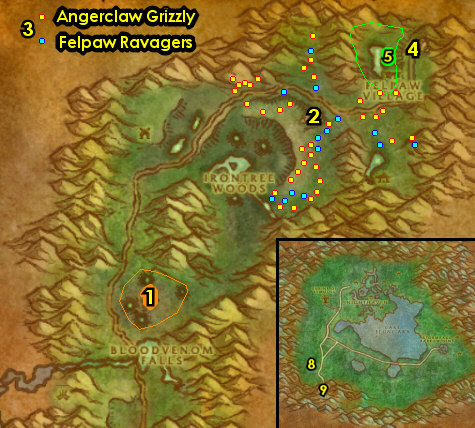 3
Angerclaw Grizzly
Felpaw Ravagers
4
5
FELPAW
VILLAGE
2
IRONTREE
WOODS
1
BLOODVENOM
FALLS
8
9